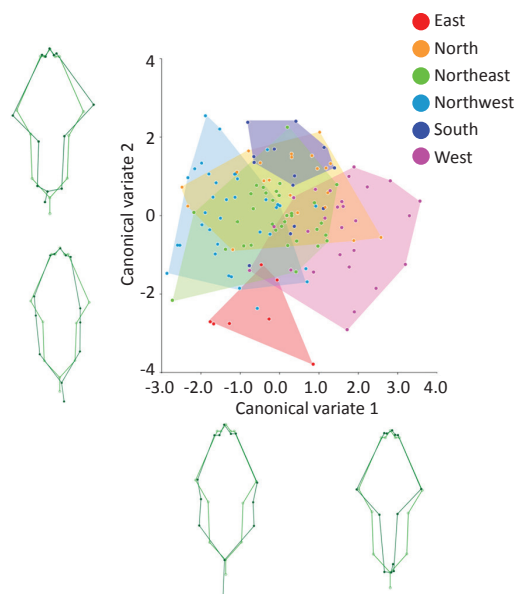 East
North
Northeast
Northwest
South
West
Canonical variate 2
4
2
0
-2
-4
-3.0 -2.0 -1.0 0.0 1.0 2.0 3.0 4.0
Canonical variate 1